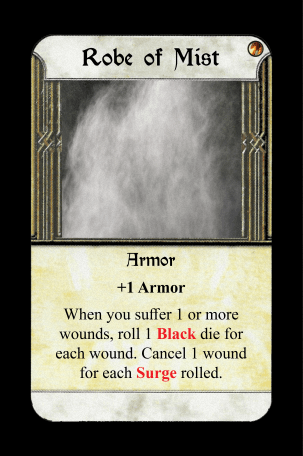 Robe of Mist
Armor
+1 Armor
When you suffer 1 or more
wounds, roll 1 Black die for
each wound. Cancel 1 wound
for each Surge rolled.